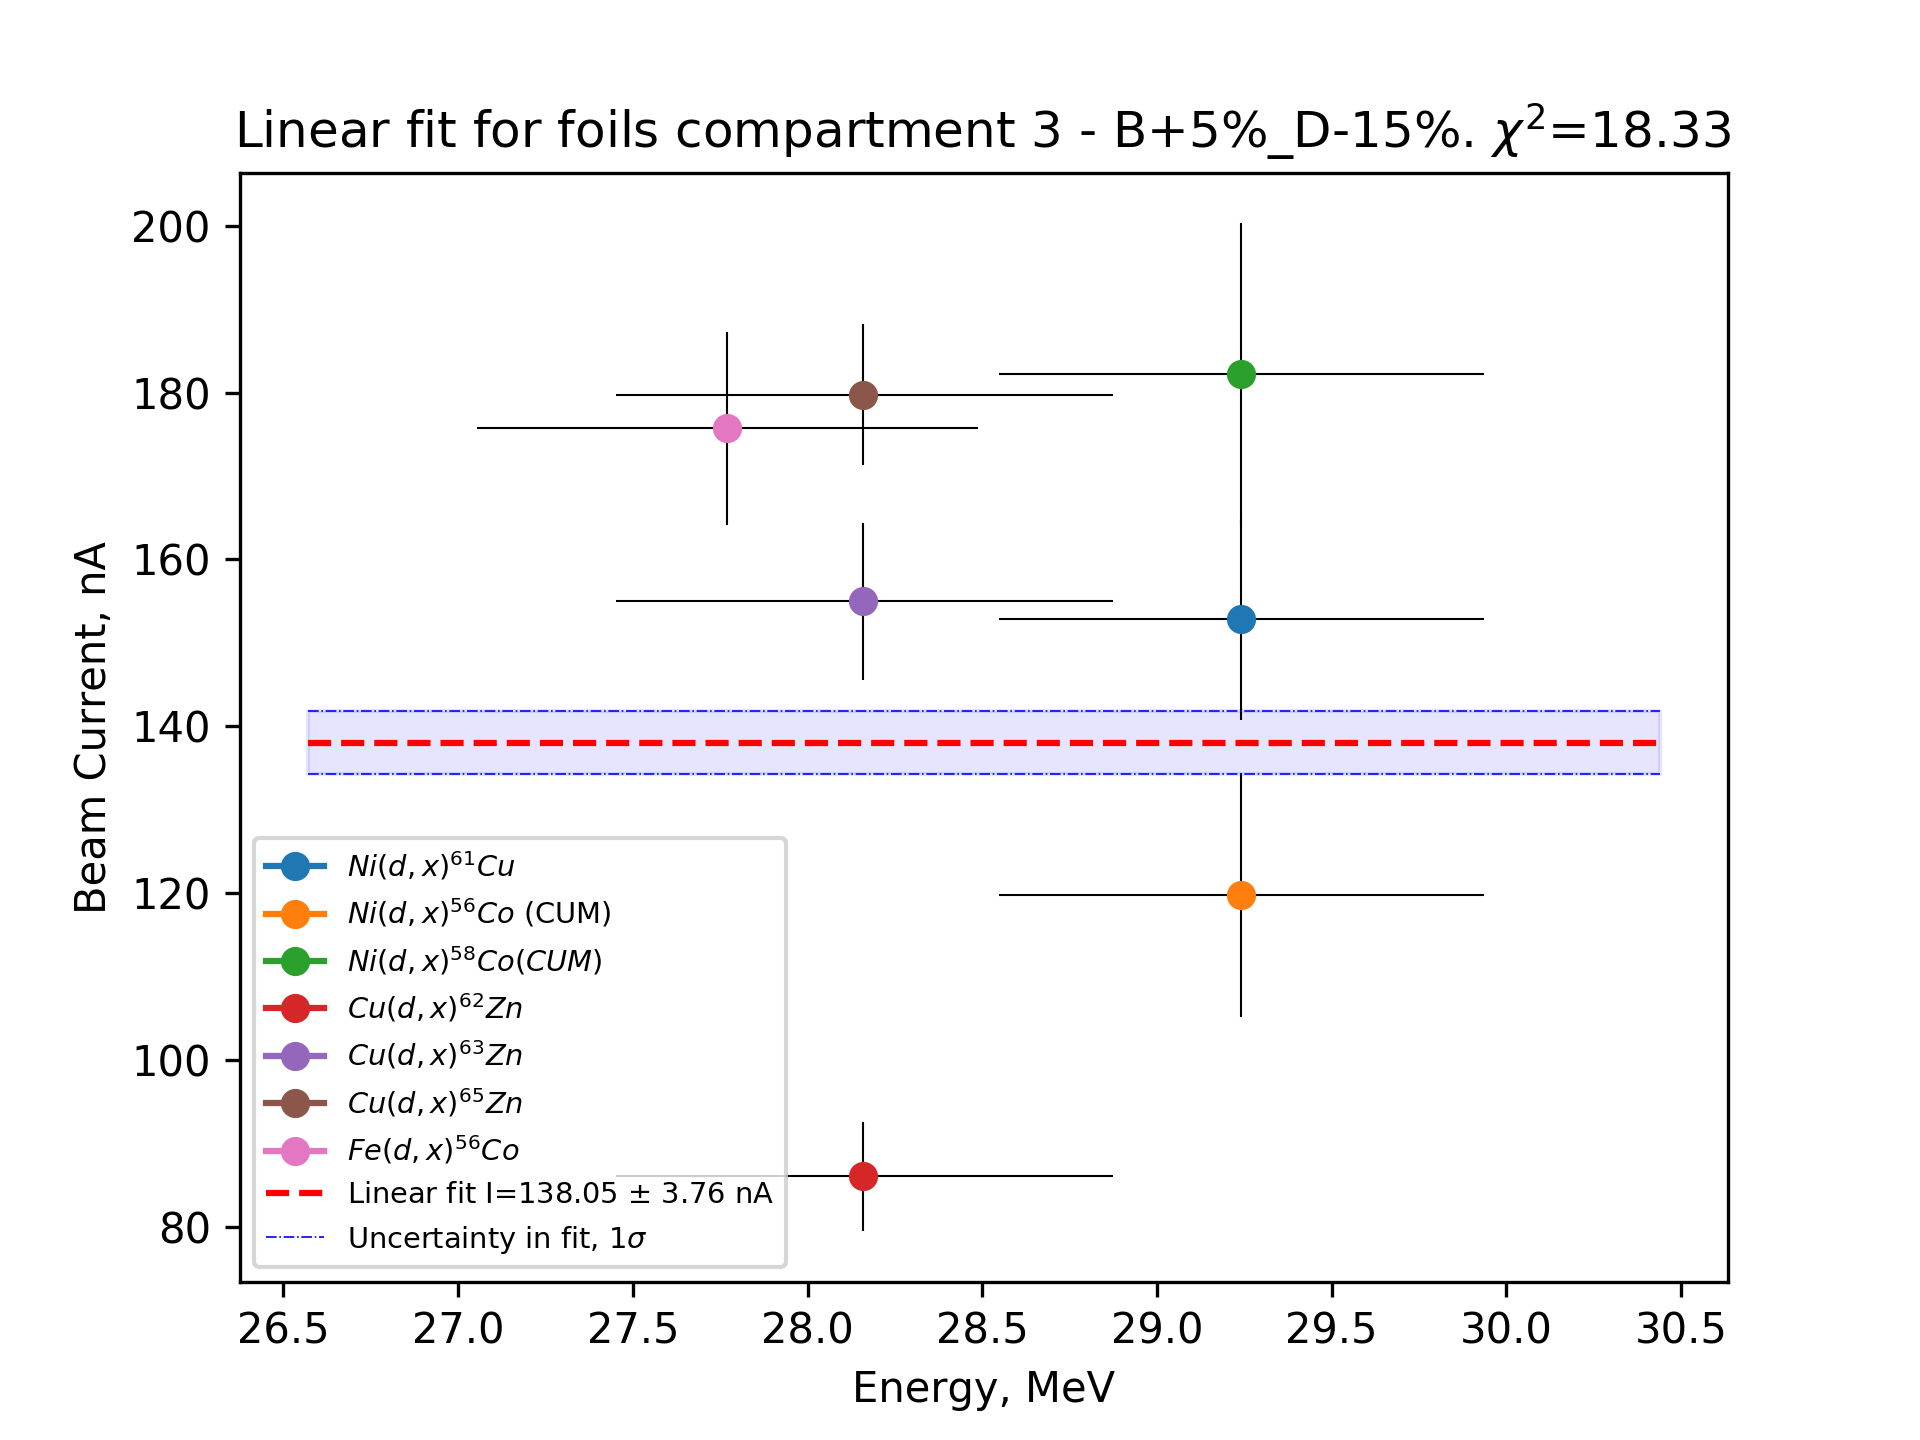 Linear fit for foils compartment 3 - B+5%_D-15%. χ²=18.33
200
180
160
140
120
100
80
Beam Current, nA
Ni(d, x)⁶¹Cu
Ni(d, x)⁵⁶Co (CUM)
Ni(d, x)⁵⁸Co(CUM)
Cu(d, x)⁶²Zn
Cu(d, x)⁶³Zn
Cu(d, x)⁶⁵Zn
Fe(d, x)⁵⁶Co
Linear fit I=138.05 ± 3.76 nA
Uncertainty in fit, 1σ
26.5 27.0 27.5 28.0 28.5 29.0 29.5 30.0 30.5
Energy, MeV